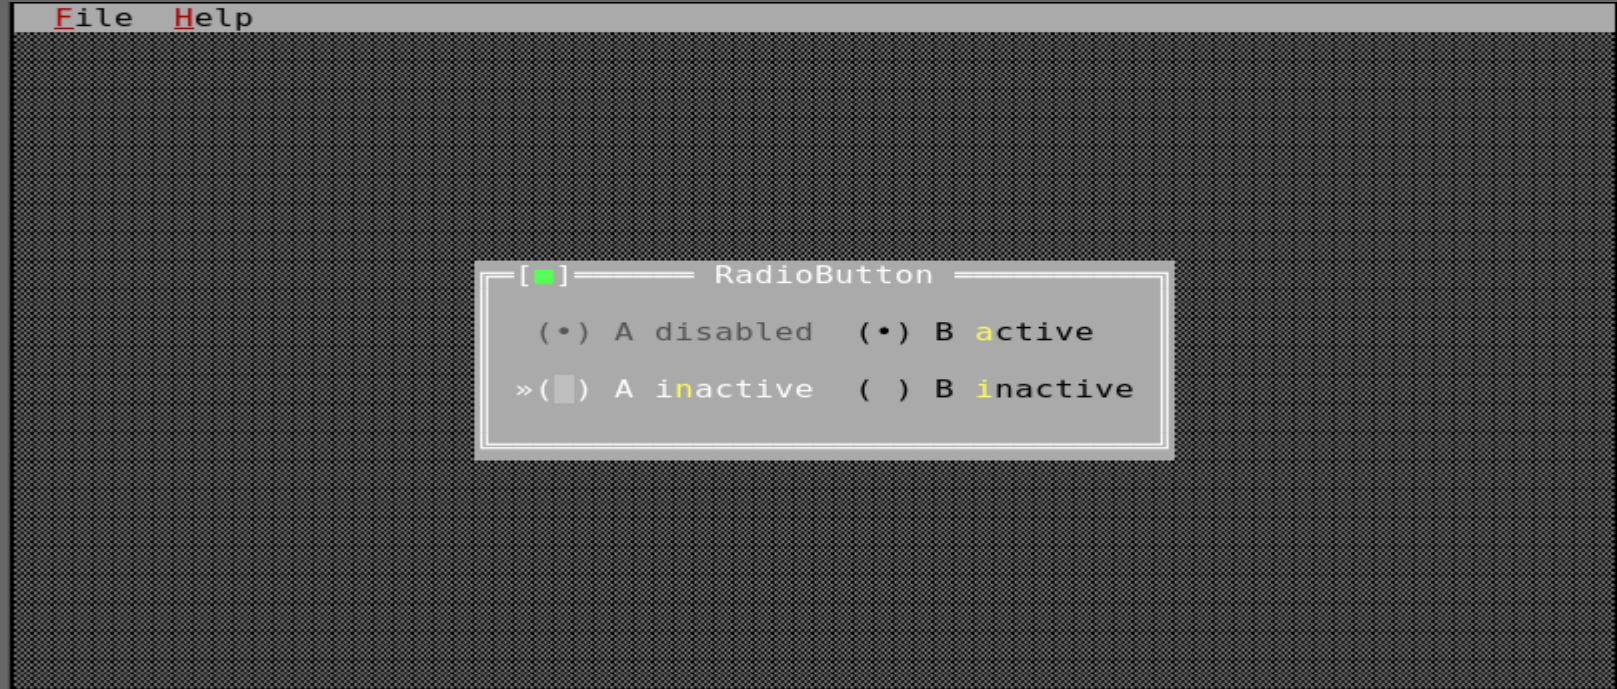 File Help
[■] RadioButton
(•) A disabled (•) B active
»( ) A inactive ( ) B inactive